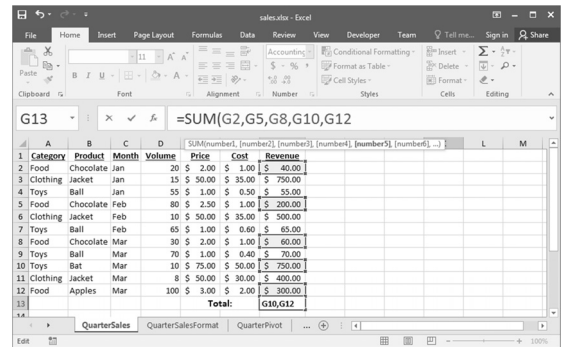 sales.xlsx - Excel
File Home Insert Page Layout Formulas Data Review View Developer Team Tell me... Sign in Share
Paste
11 A A
B I U A
Accounting
$ % ,
Conditional Formatting
Format as Table
Cell Styles
Insert
Delete
Format
Clipboard Font Alignment Number Styles Cells Editing
G13 fx =SUM(G2,G5,G8,G10,G12
SUM(number1, [number2], [number3], [number4], [number5], [number6], ...)
A B C D L M
1 Category Product Month Volume Price Cost Revenue
2 Food Chocolate Jan 20 $ 2.00 $ 1.00 $ 40.00
3 Clothing Jacket Jan 15 $ 50.00 $ 35.00 $ 750.00
4 Toys Ball Jan 55 $ 1.00 $ 0.50 $ 55.00
5 Food Chocolate Feb 80 $ 2.50 $ 1.00 $ 200.00
6 Clothing Jacket Feb 10 $ 50.00 $ 35.00 $ 500.00
7 Toys Ball Feb 65 $ 1.00 $ 0.60 $ 65.00
8 Food Chocolate Mar 30 $ 2.00 $ 1.00 $ 60.00
9 Toys Ball Mar 70 $ 1.00 $ 0.40 $ 70.00
10 Toys Bat Mar 10 $ 75.00 $ 50.00 $ 750.00
11 Clothing Jacket Mar 8 $ 50.00 $ 30.00 $ 400.00
12 Food Apples Mar 100 $ 3.00 $ 2.00 $ 300.00
13 Total: G10,G12
14
QuarterSales QuarterSalesFormat QuarterPivot ...
Edit 100%